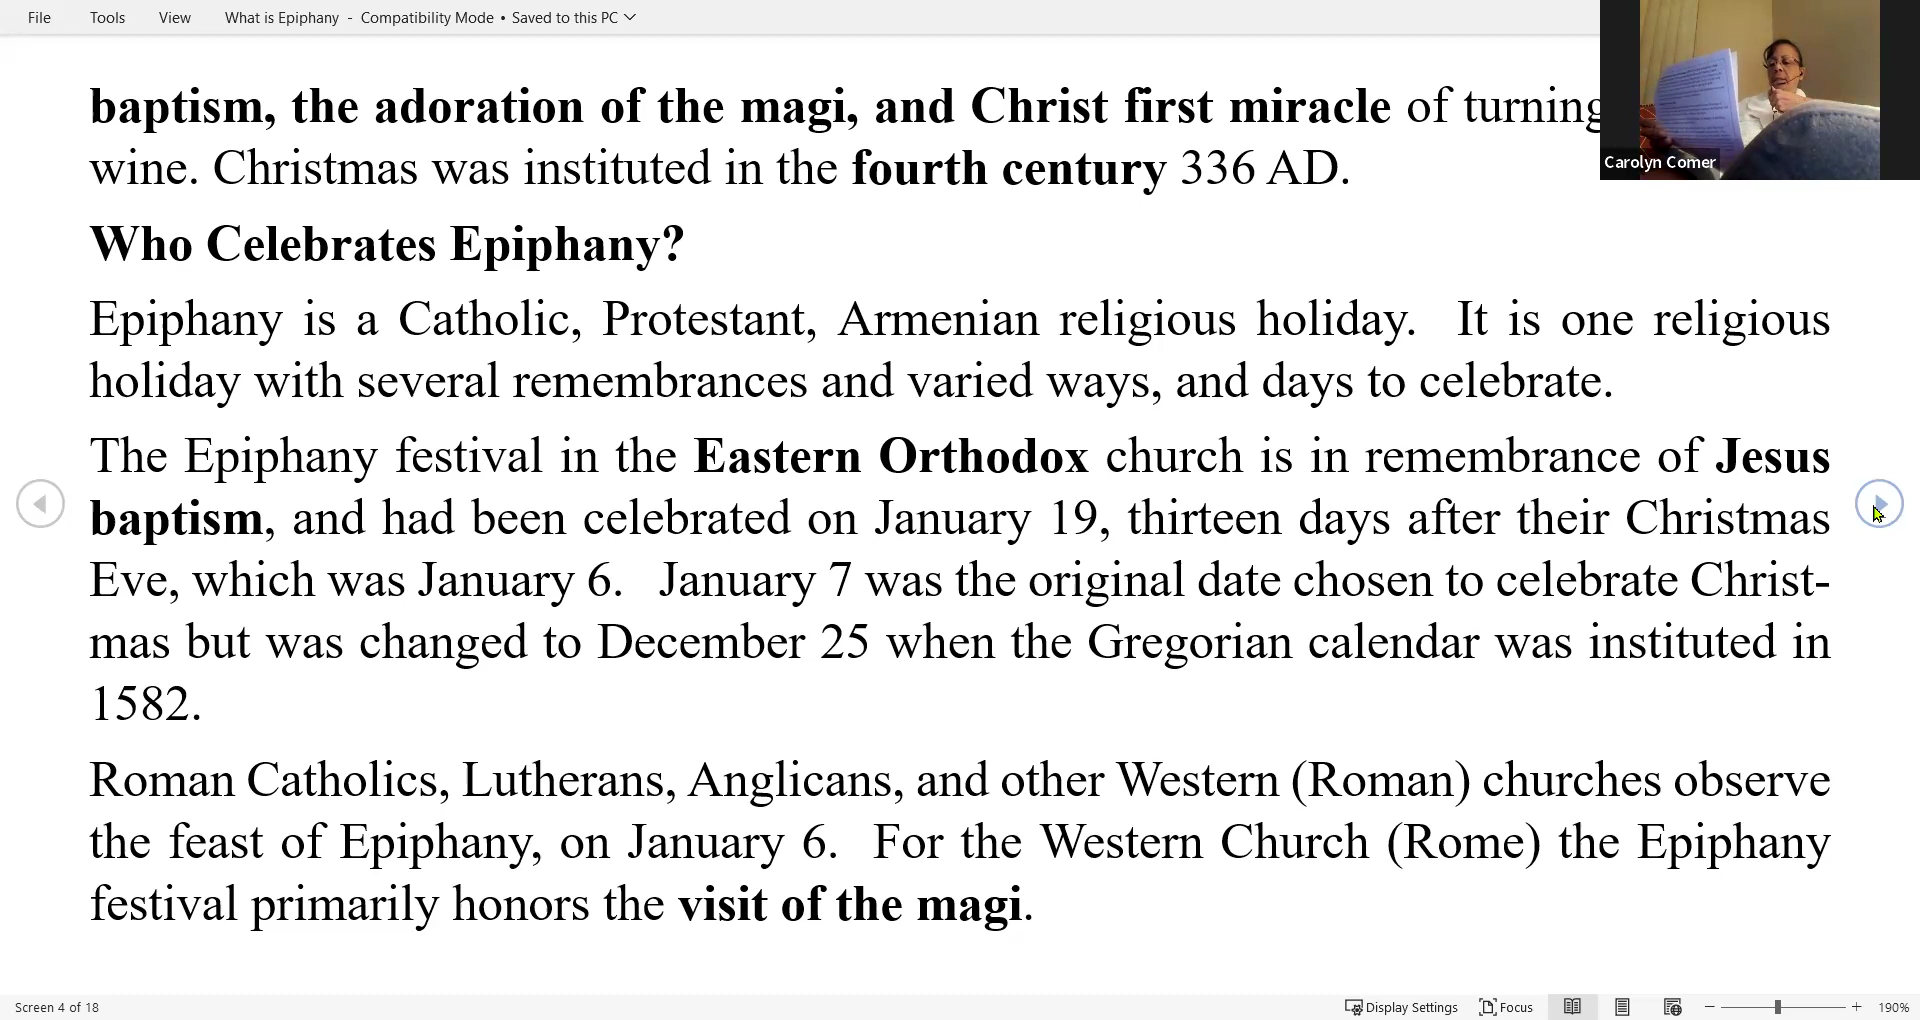 File Tools View What is Epiphany - Compatibility Mode • Saved to this PC
baptism, the adoration of the magi, and Christ first miracle of turning
wine. Christmas was instituted in the fourth century 336 AD.
Carolyn Comer
Who Celebrates Epiphany?
Epiphany is a Catholic, Protestant, Armenian religious holiday. It is one religious
holiday with several remembrances and varied ways, and days to celebrate.
The Epiphany festival in the Eastern Orthodox church is in remembrance of Jesus
baptism, and had been celebrated on January 19, thirteen days after their Christmas
Eve, which was January 6. January 7 was the original date chosen to celebrate Christ-
mas but was changed to December 25 when the Gregorian calendar was instituted in
1582.
Roman Catholics, Lutherans, Anglicans, and other Western (Roman) churches observe
the feast of Epiphany, on January 6. For the Western Church (Rome) the Epiphany
festival primarily honors the visit of the magi.
Screen 4 of 18 Display Settings Focus 190%